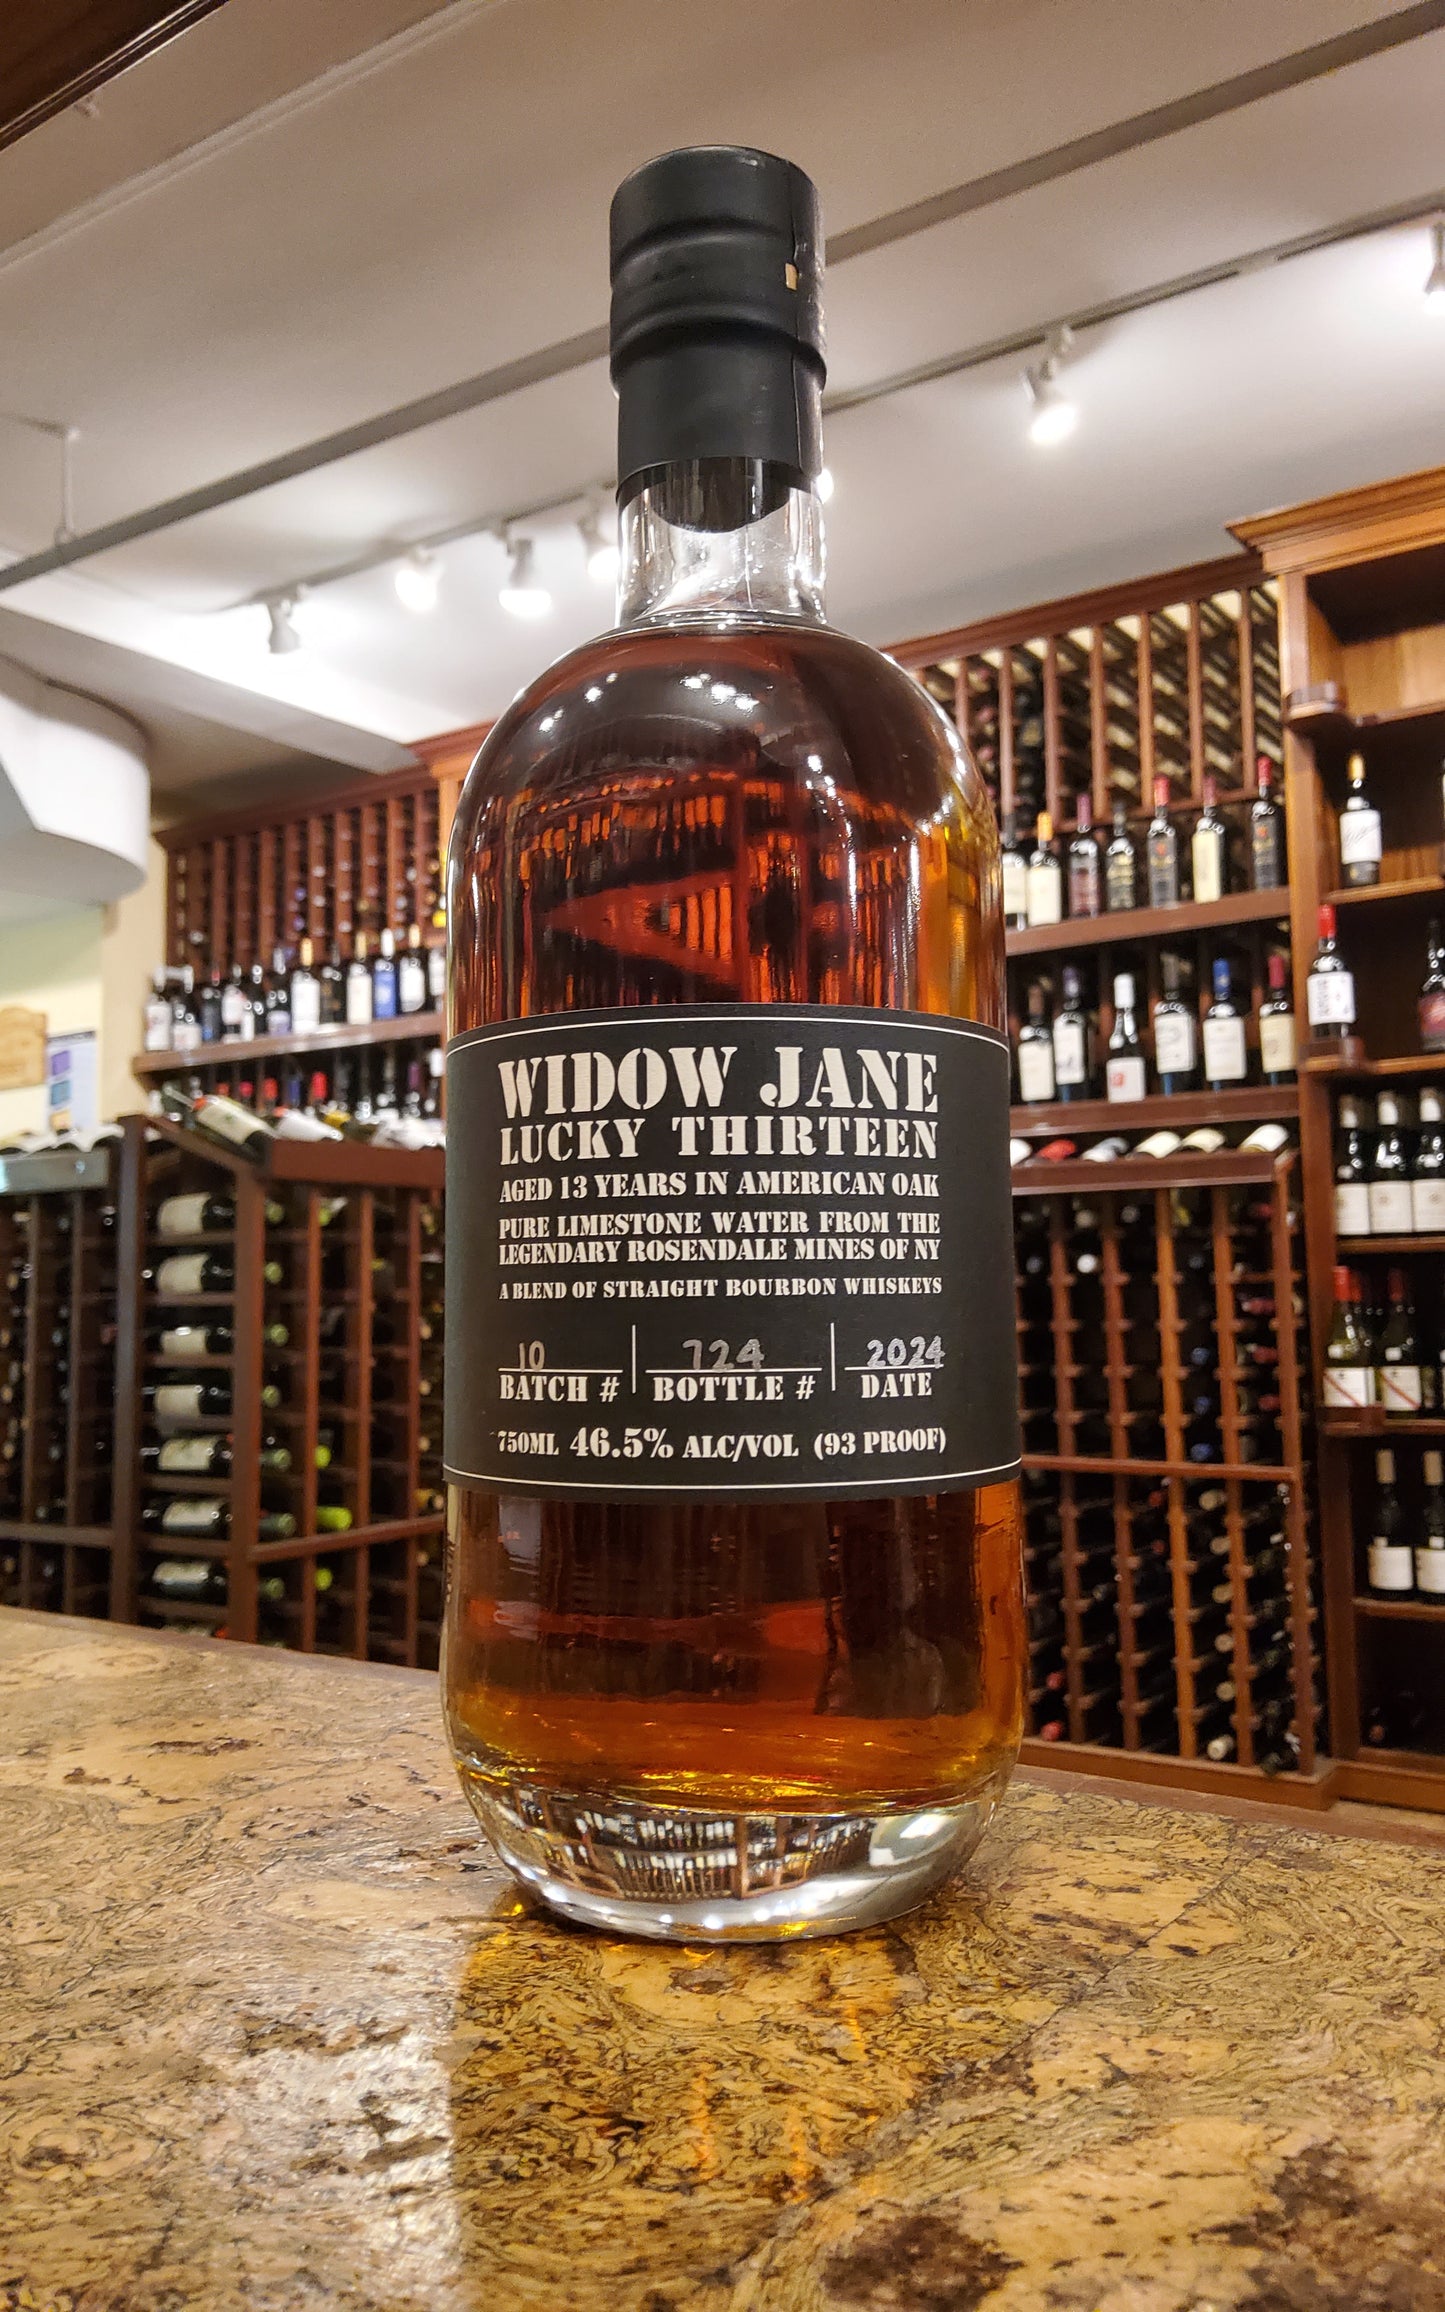 WIDOW JANE
LUCKY THIRTEEN
AGED 13 YEARS IN AMERICAN OAK
PURE LIMESTONE WATER FROM THE
LEGENDARY ROSENDALE MINES OF NY
A BLEND OF STRAIGHT BOURBON WHISKEYS
10 724 2024
BATCH # BOTTLE # DATE
750ML 46.5% ALC/VOL (93 PROOF)